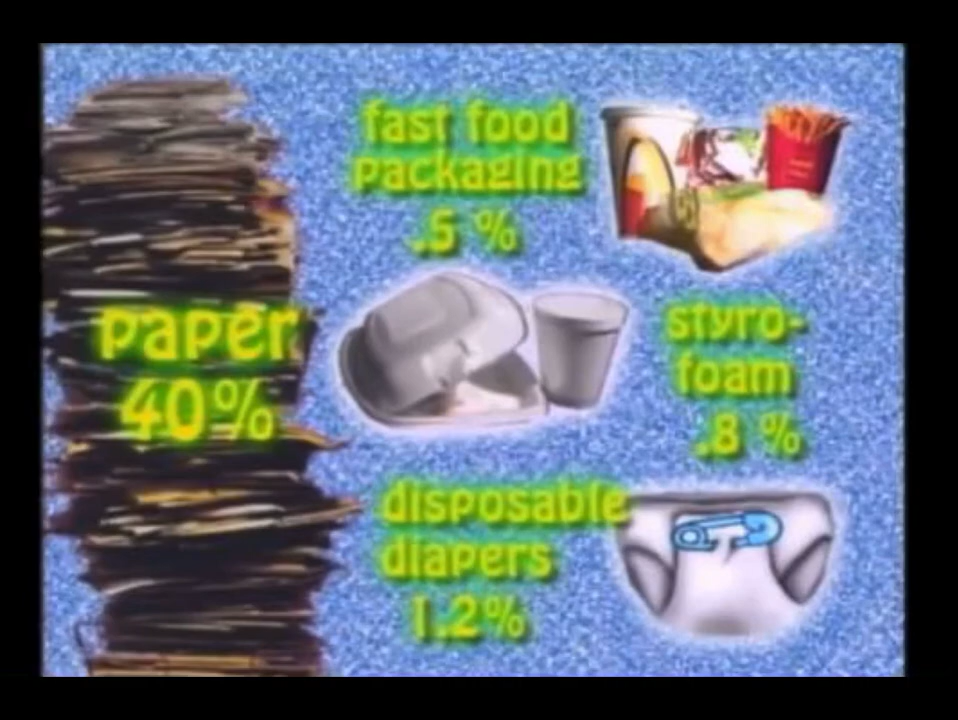 fast food
packaging
.5 %
paper
40%
styro-
foam
.8 %
disposable
diapers
1.2%